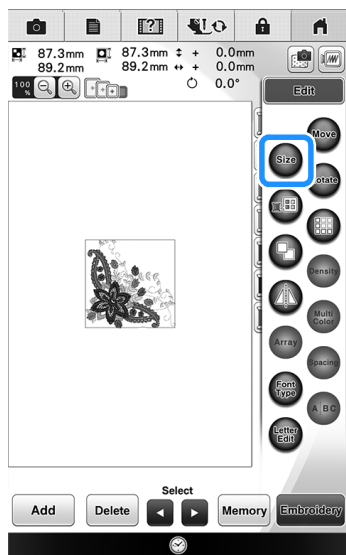 ?
87.3mm 87.3mm + 0.0mm
89.2mm 89.2mm + 0.0mm
100 % 0.0°
Edit
Move
Size
otate
Density
Multi Color
Array
Spacing
Font Type
A BC
Letter Edit
Select
Add Delete Memory Embroidery